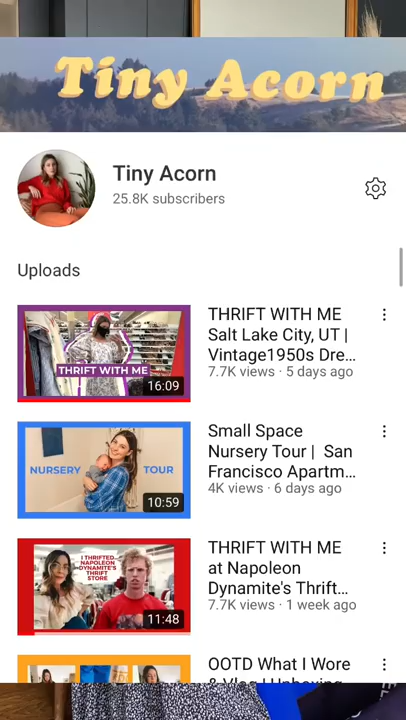 Tiny Acorn
Tiny Acorn
25.8K subscribers
Uploads
THRIFT WITH ME
16:09
THRIFT WITH ME
Salt Lake City, UT |
Vintage1950s Dre...
7.7K views · 5 days ago
NURSERY TOUR
10:59
Small Space
Nursery Tour | San
Francisco Apartm...
4K views · 6 days ago
I THRIFTED
NAPOLEON
DYNAMITE'S
THRIFT
STORE
11:48
THRIFT WITH ME
at Napoleon
Dynamite's Thrift...
7.7K views · 1 week ago
OOTD What I Wore
& Vlog | Unboxing